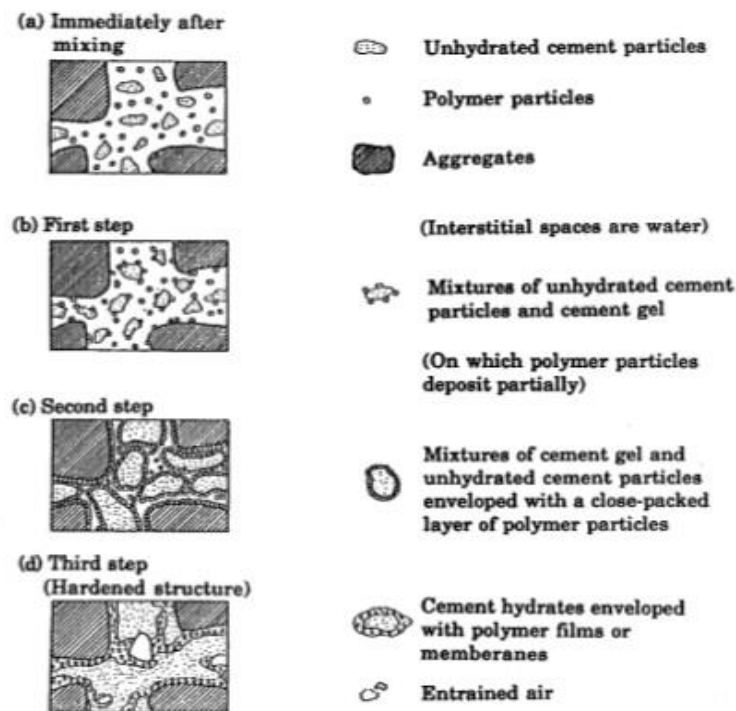 (a) Immediately after
mixing
Unhydrated cement particles
Polymer particles
Aggregates
(b) First step
(Interstitial spaces are water)
Mixtures of unhydrated cement
particles and cement gel
(On which polymer particles
deposit partially)
(c) Second step
Mixtures of cement gel and
unhydrated cement particles
enveloped with a close-packed
layer of polymer particles
(d) Third step
(Hardened structure)
Cement hydrates enveloped
with polymer films or
memberanes
Entrained air